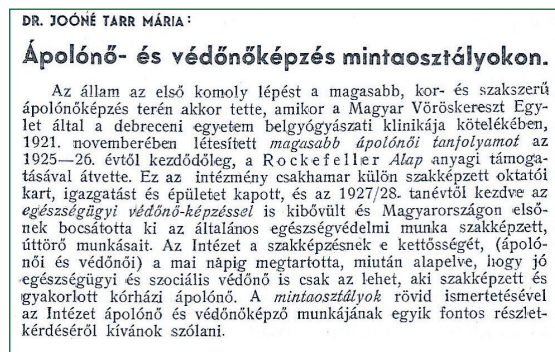 DR. JOÓNÉ TARR MÁRIA:
Ápolónő- és védőnőképzés mintaosztályokon.
Az állam az első komoly lépést a magasabb, kor- és szakszerű
ápolónőképzés terén akkor tette, amikor a Magyar Vöröskereszt Egy-
let által a debreceni egyetem belgyógyászati klinikája kötelékében,
1921. novemberében létesített magasabb ápolónői tanfolyamot az
1925—26. évtől kezdődőleg, a Rockefeller Alap anyagi támoga-
tásával átvette. Ez az intézmény csakhamar külön szakképzett oktatói
kart, igazgatást és épületet kapott, és az 1927/28. tanévtől kezdve az
egészségügyi védőnő-képzéssel is kibővült és Magyarországon első-
nek bocsátotta ki az általános egészségvédelmi munka szakképzett,
úttörő munkásait. Az Intézet a szakképzésnek e kettősségét, (ápoló-
női és védőnői) a mai napig megtartotta, miután alapelve, hogy jó
egészségügyi és szociális védőnő is csak az lehet, aki szakképzett és
gyakorlott kórházi ápolónő. A mintaosztályok rövid ismertetésével
az Intézet ápolónő és védőnőképző munkájának egyik fontos részlet-
kérdéséről kívánok szólani.